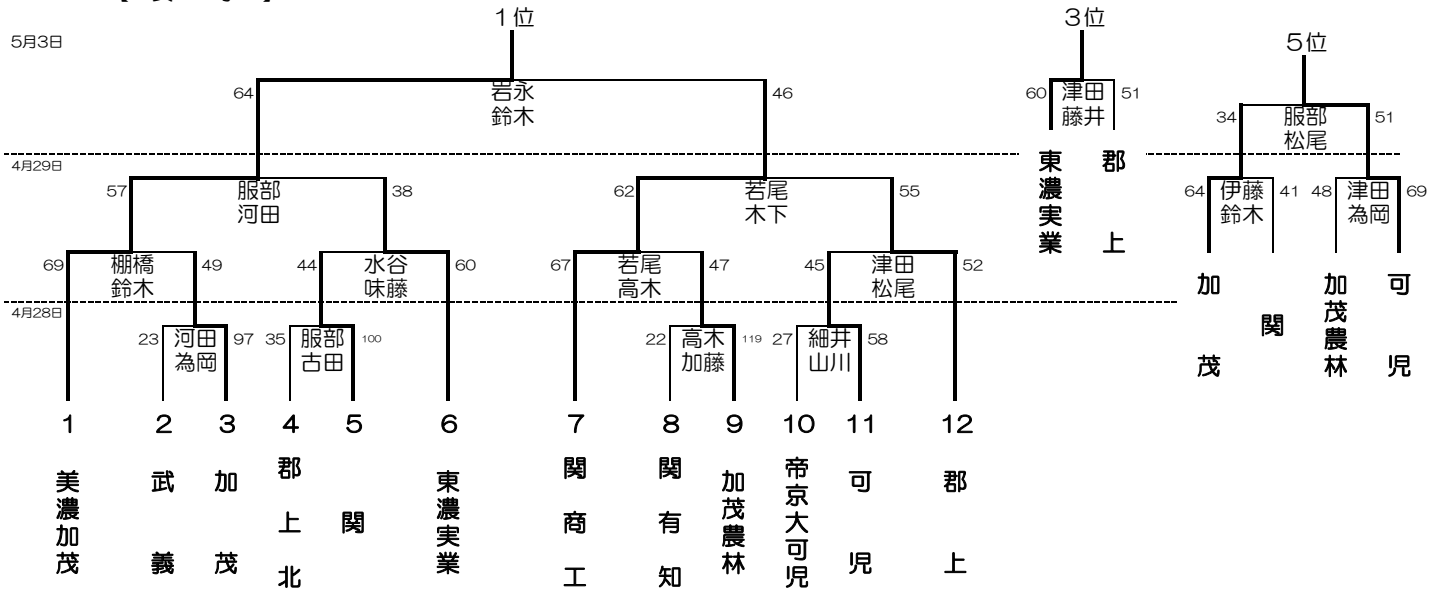 1位
3位
5月3日
5位
64
岩永
鈴木
46
60
津田
藤井
51
34
服部
松尾
51
4月29日
東濃実業
郡上
57
服部
河田
38
62
若尾
木下
55
64
伊藤
鈴木
41
48
津田
為岡
69
69
棚橋
鈴木
49
44
水谷
味藤
60
67
若尾
高木
47
45
津田
松尾
52
加茂
関
加茂農林
可児
4月28日
23
河田
為岡
97
35
服部
古田
100
22
高木
加藤
119
27
細井
山川
58
1
2
3
4
5
6
7
8
9
10
11
12
美濃加茂
武義
加茂
郡上北
関
東濃実業
関商工
関有知
加茂農林
帝京大可児
可児
郡上